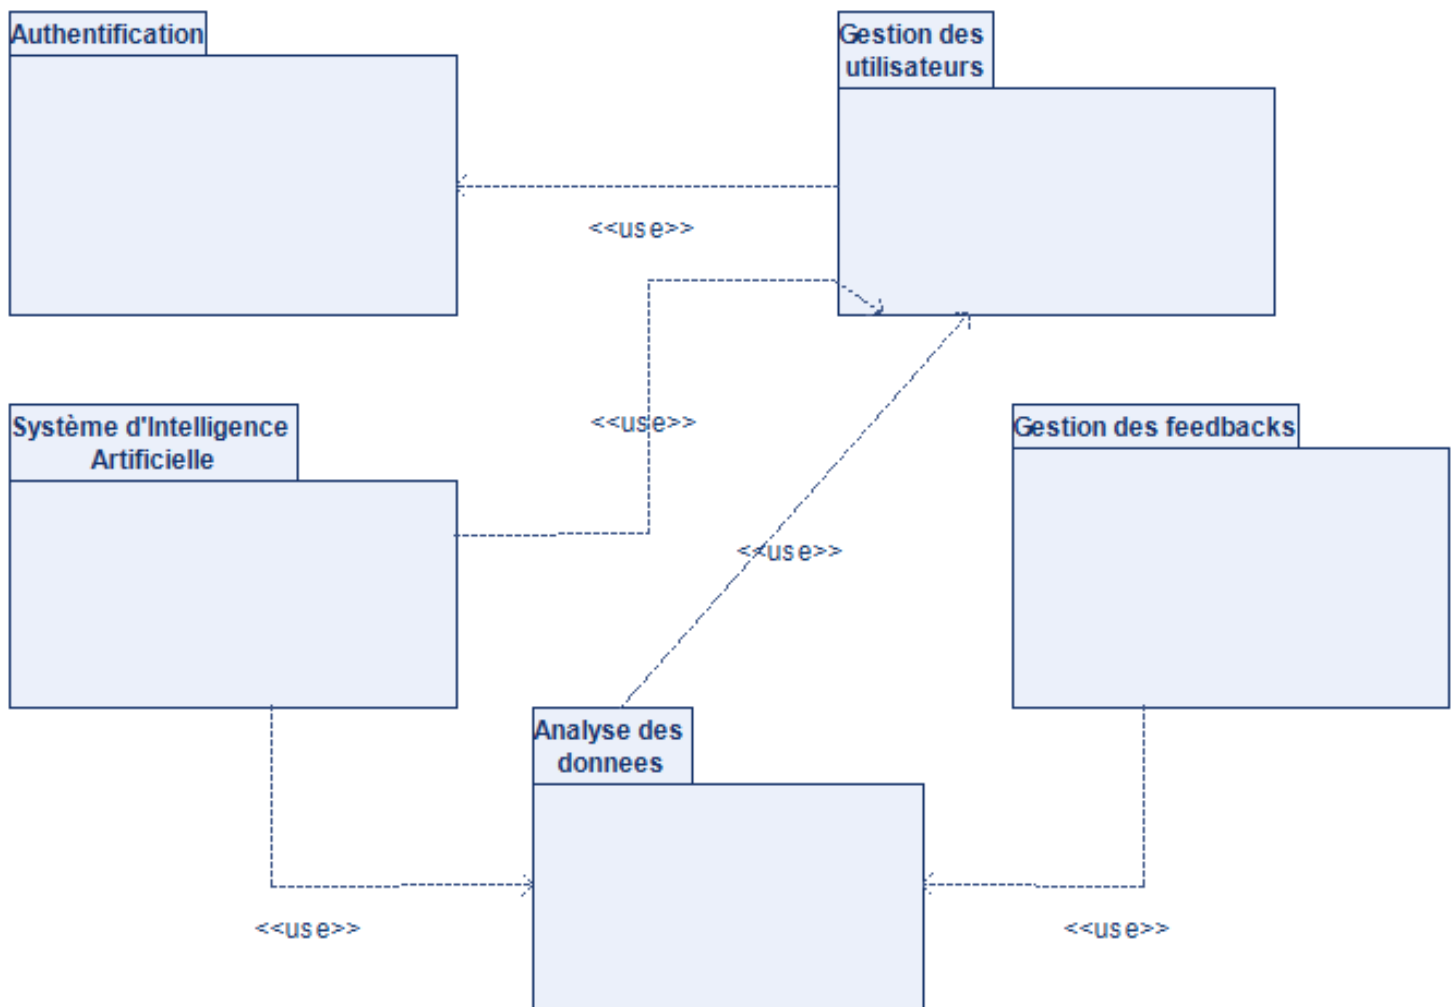 Authentification
Gestion des
utilisateurs
<<use>>
<<use>>
Système d'Intelligence
Artificielle
Gestion des feedbacks
<<use>>
Analyse des
donnees
<<use>>
<<use>>